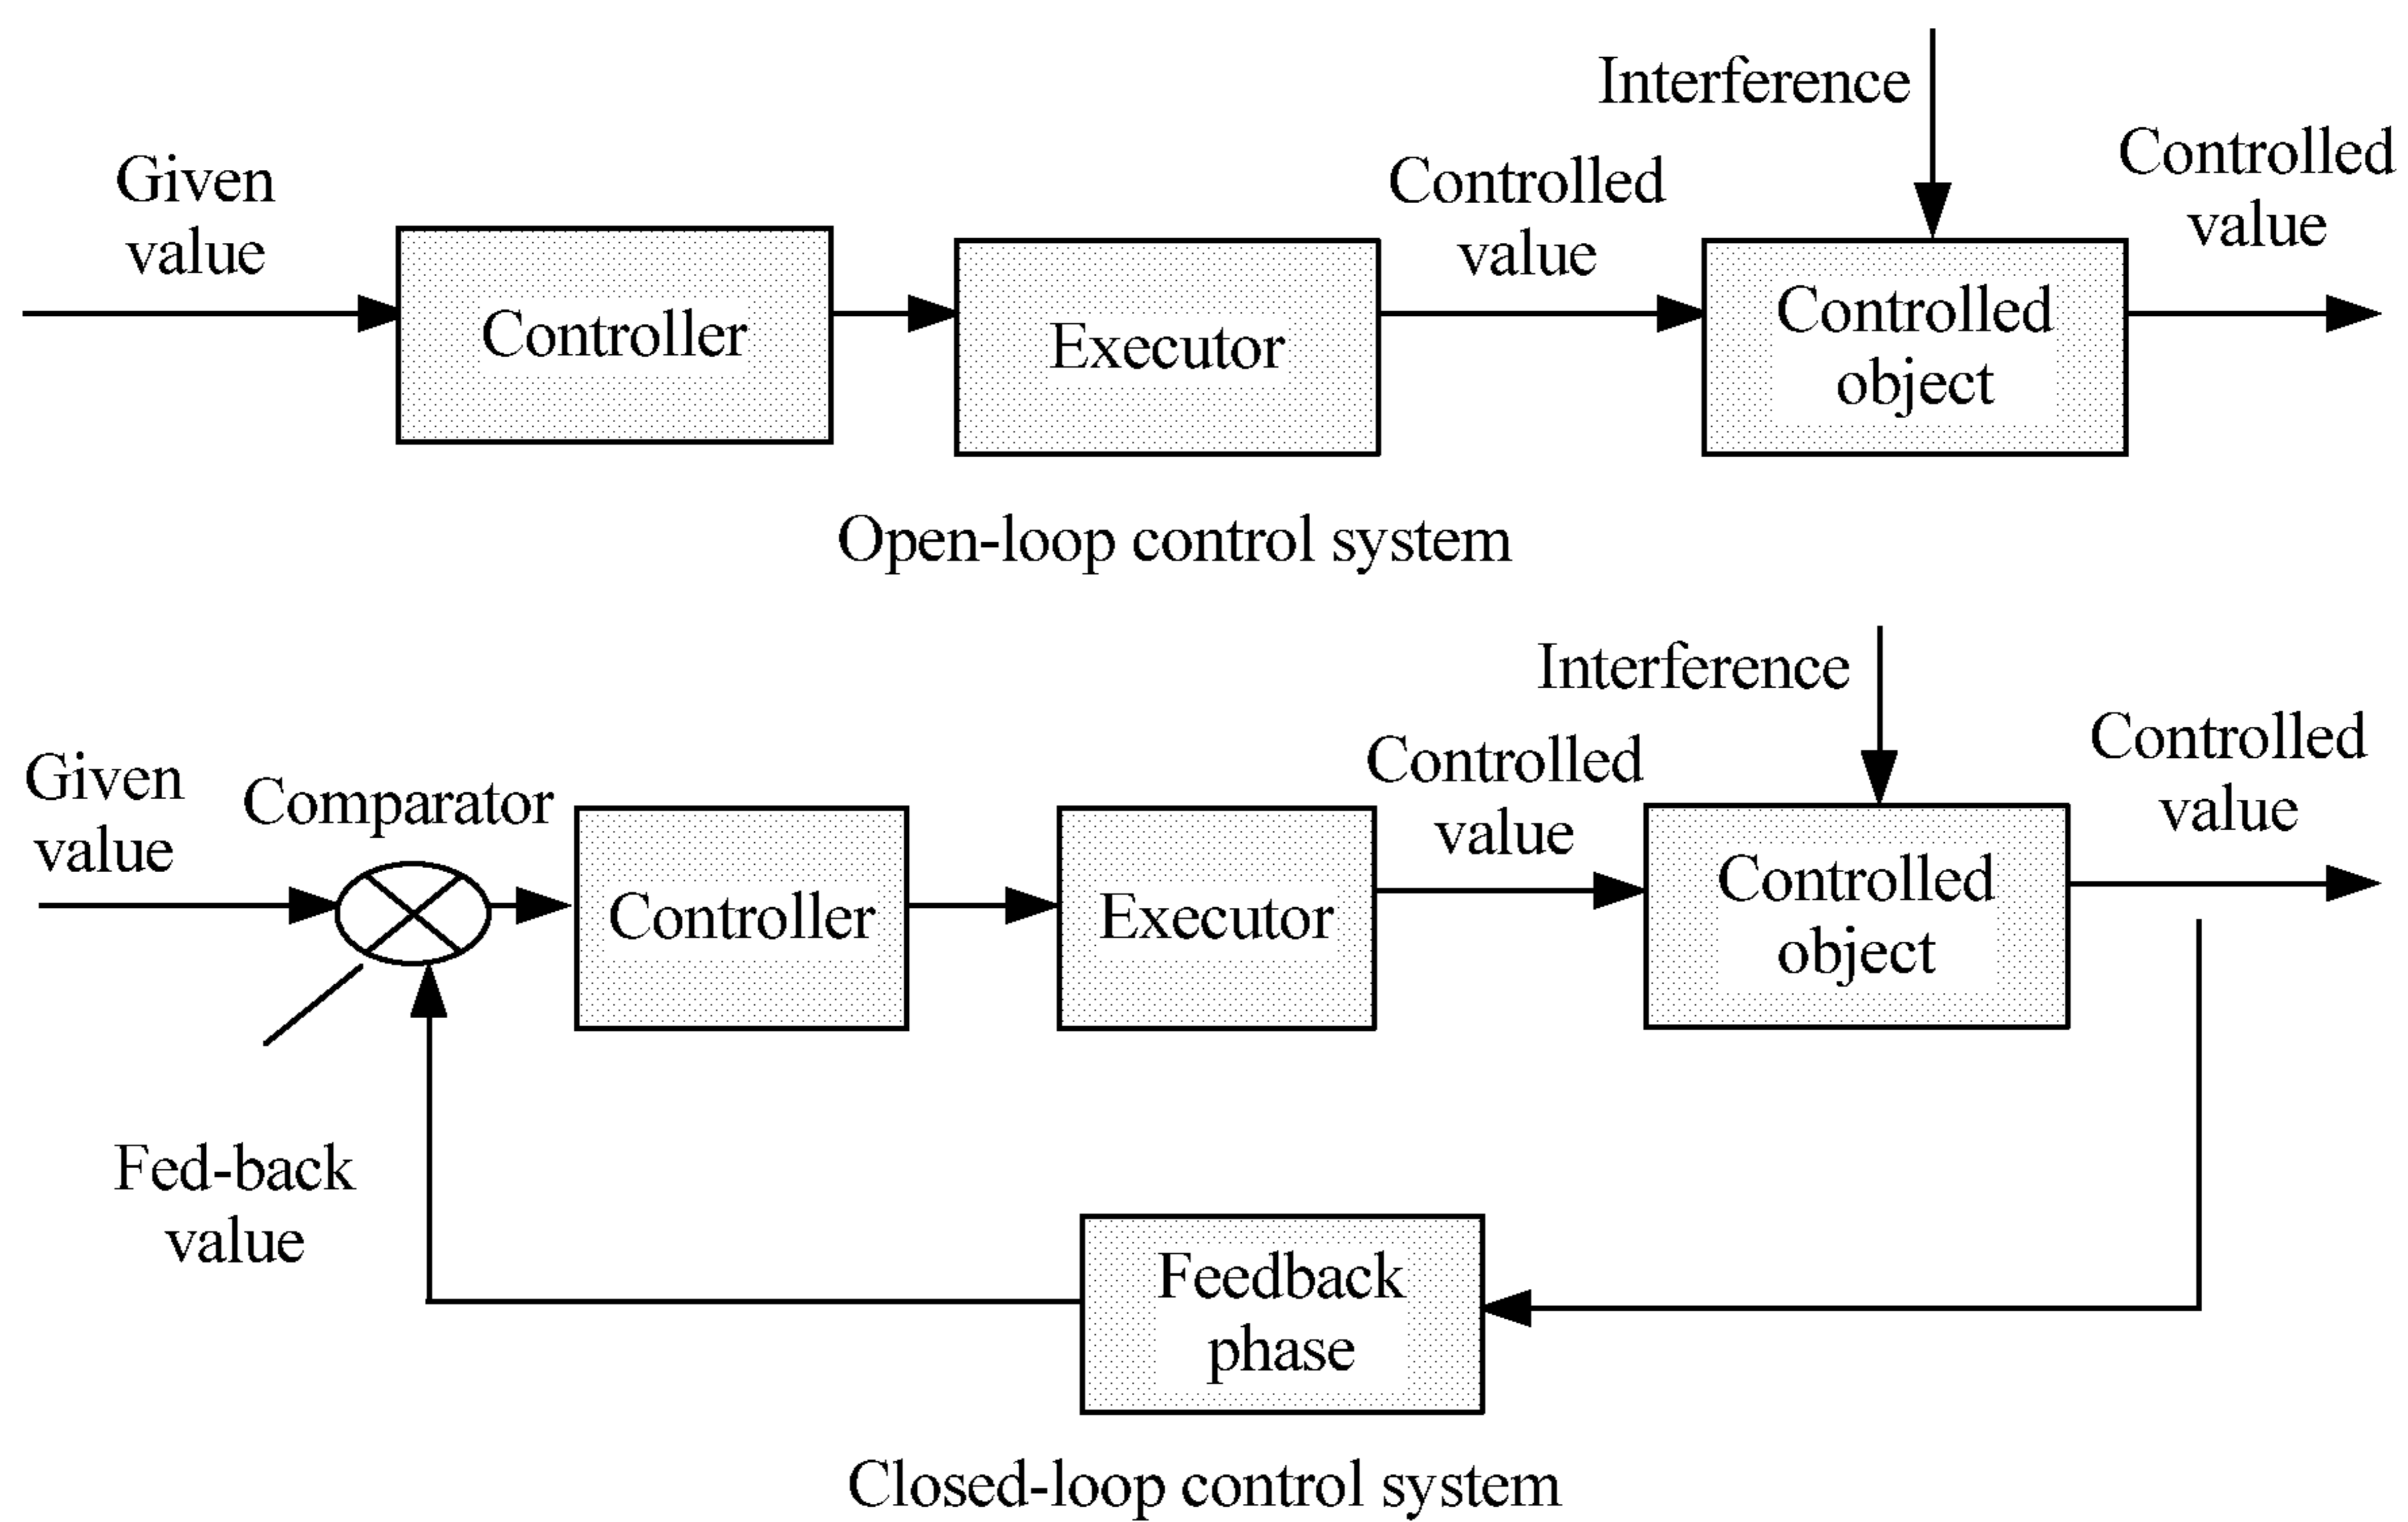 Interference
Given
value
Controlled
value
Controlled
value
Controller
Executor
Controlled
object
Open-loop control system
Interference
Given
value
Comparator
Controlled
value
Controlled
value
Controller
Executor
Controlled
object
Fed-back
value
Feedback
phase
Closed-loop control system